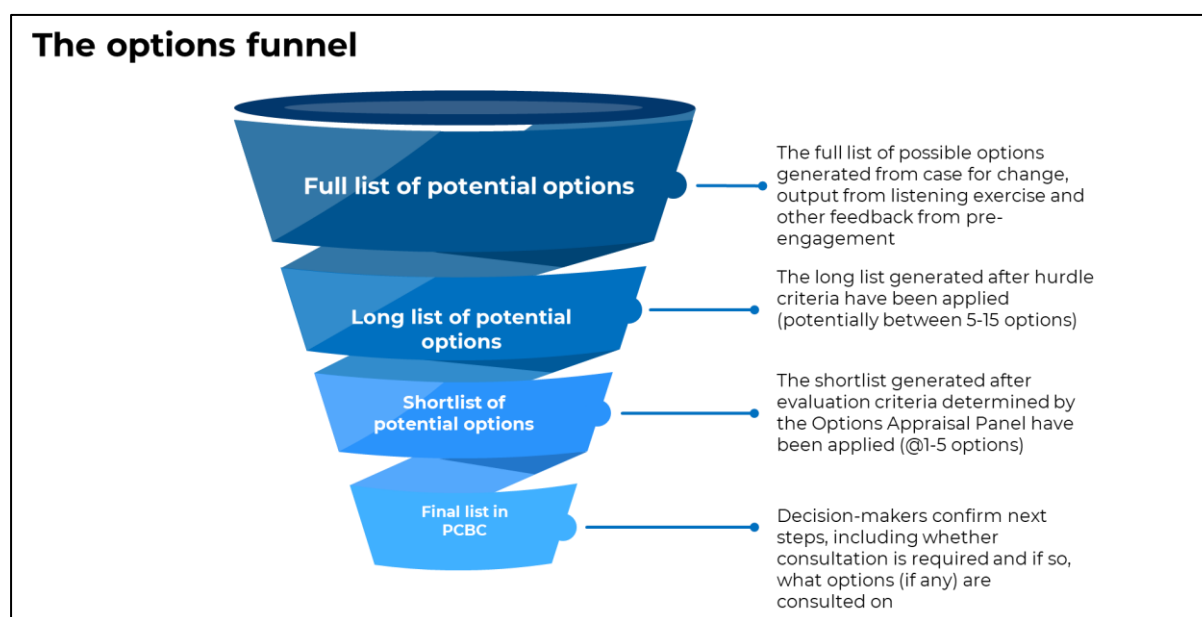 The options funnel
Full list of potential options
The full list of possible options
generated from case for change,
output from listening exercise and
other feedback from pre-
engagement
Long list of potential
options
The long list generated after hurdle
criteria have been applied
(potentially between 5-15 options)
Shortlist of
potential options
The shortlist generated after
evaluation criteria determined by
the Options Appraisal Panel have
been applied (@1-5 options)
Final list in
PCBC
Decision-makers confirm next
steps, including whether
consultation is required and if so,
what options (if any) are
consulted on